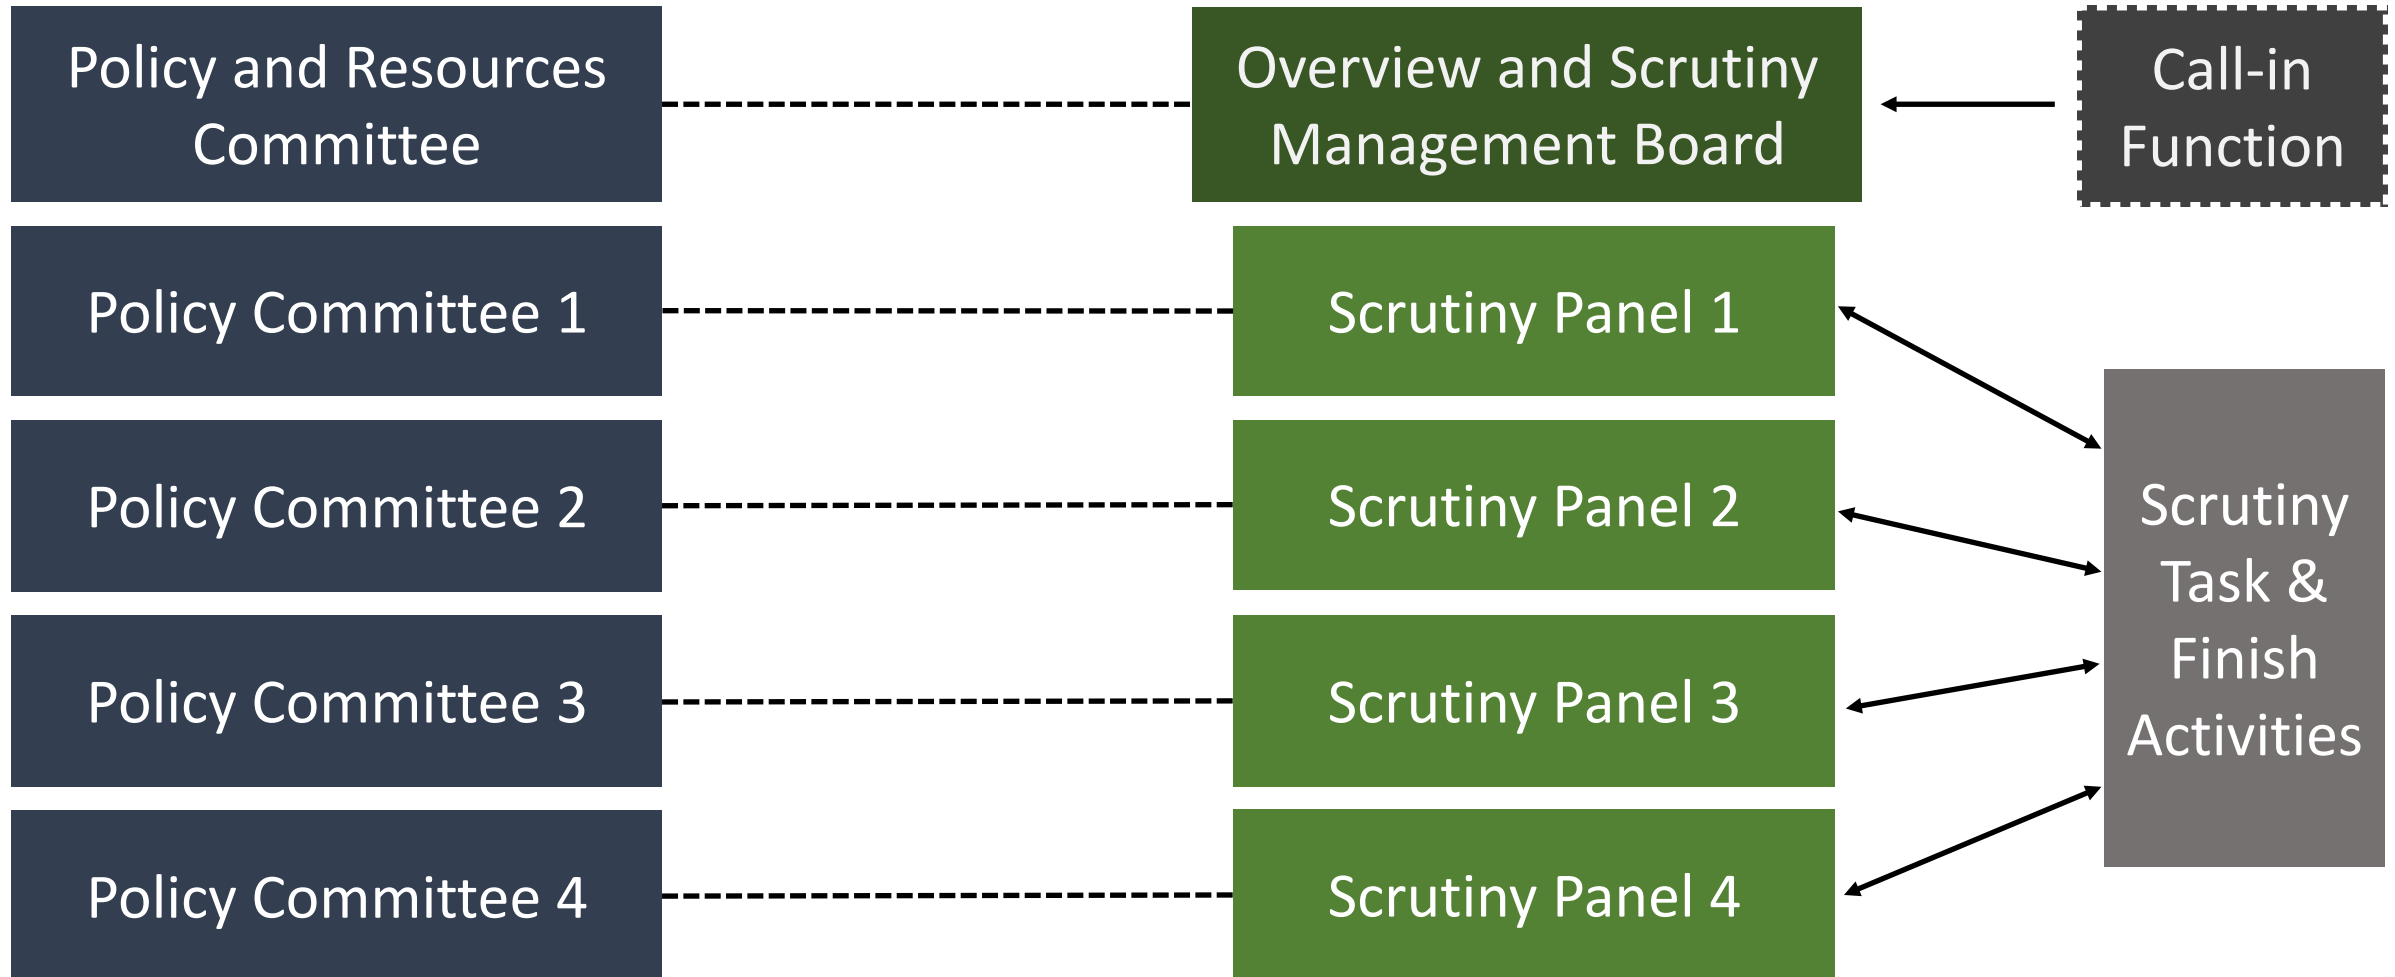 Policy and Resources
Committee
Overview and Scrutiny
Management Board
Call-in
Function
Policy Committee 1
Scrutiny Panel 1
Policy Committee 2
Scrutiny Panel 2
Policy Committee 3
Scrutiny Panel 3
Policy Committee 4
Scrutiny Panel 4
Scrutiny
Task &
Finish
Activities